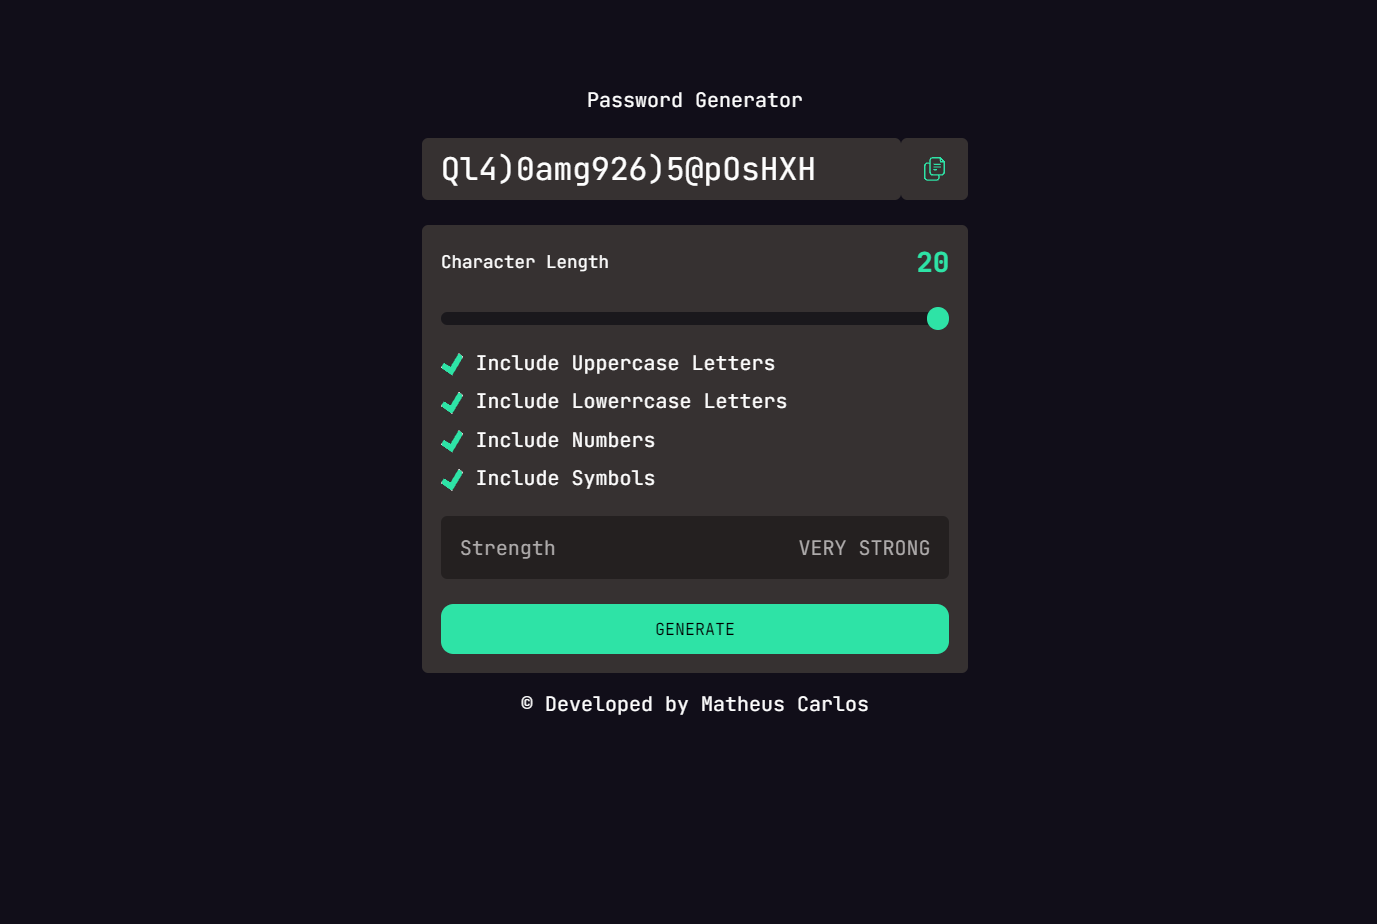 Password Generator
Ql4)0amg926)5@pOsHXH
Character Length
20
Include Uppercase Letters
Include Lowerrcase Letters
Include Numbers
Include Symbols
Strength VERY STRONG
GENERATE
© Developed by Matheus Carlos